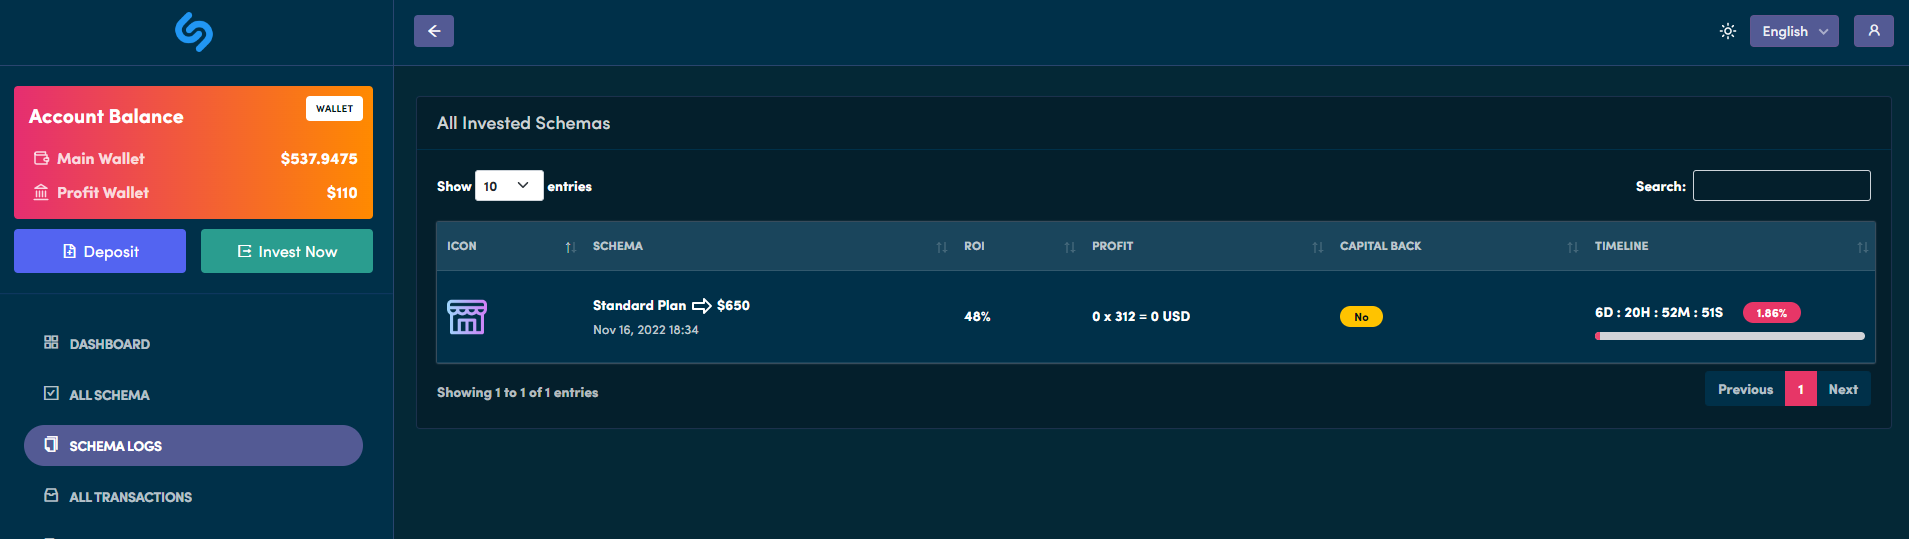 English
Account Balance
WALLET
Main Wallet $537.9475
Profit Wallet $110
Deposit
Invest Now
DASHBOARD
ALL SCHEMA
SCHEMA LOGS
ALL TRANSACTIONS
All Invested Schemas
Show 10 entries
Search:
ICON SCHEMA ROI PROFIT CAPITAL BACK TIMELINE
Standard Plan $650
Nov 16, 2022 18:34
48%
0 x 312 = 0 USD
No
6D : 20H : 52M : 51S 1.86%
Showing 1 to 1 of 1 entries
Previous 1 Next